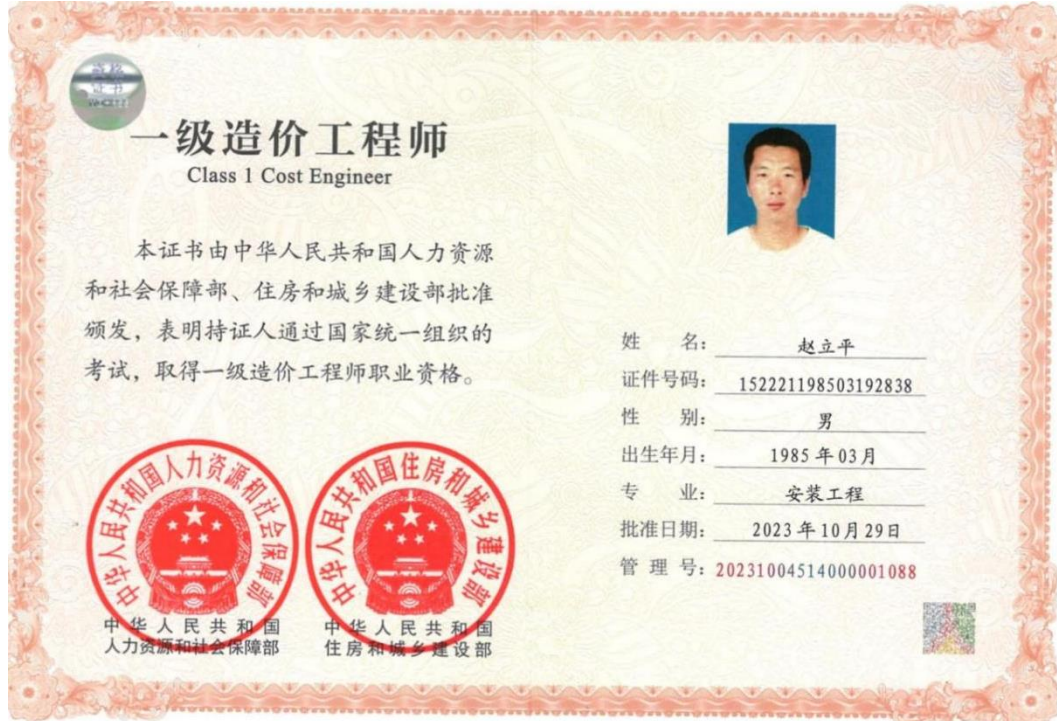 一级造价工程师
Class 1 Cost Engineer
本证书由中华人民共和国人力资源
和社会保障部、住房和城乡建设部批准
颁发，表明持证人通过国家统一组织的
考试，取得一级造价工程师职业资格。
中华人民共和国人力资源和社会保障部
中华人民共和国住房和城乡建设部
中华人民共和国
人力资源和社会保障部
中华人民共和国
住房和城乡建设部
姓 名：赵立平
证件号码：152221198503192838
性 别：男
出生年月：1985年03月
专 业：安装工程
批准日期：2023年10月29日
管 理 号：20231004514000001088